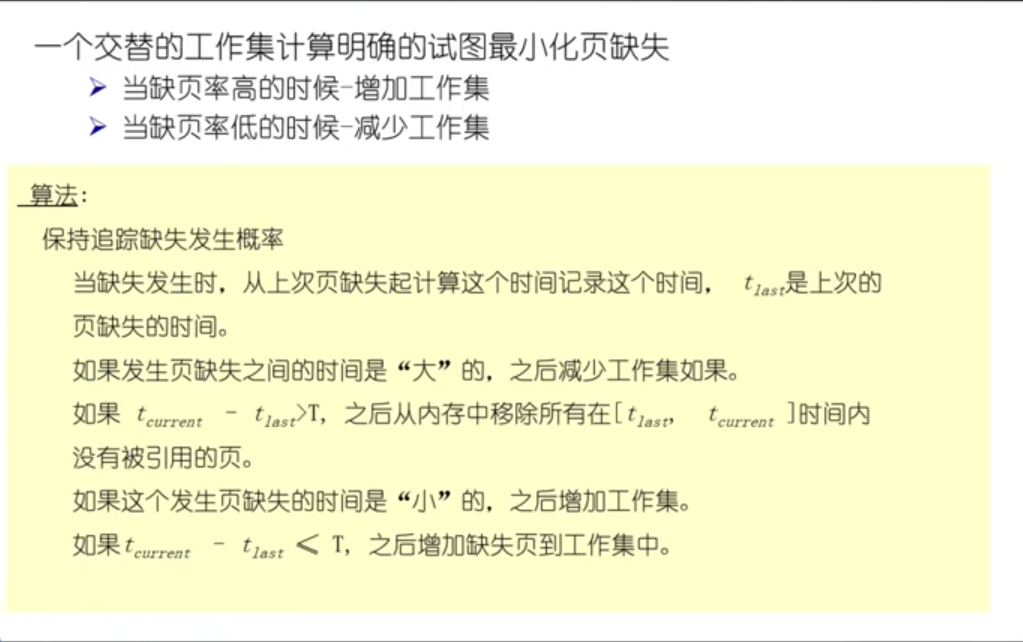 一个交替的工作集计算明确的试图最小化页缺失
➢ 当缺页率高的时候-增加工作集
➢ 当缺页率低的时候-减少工作集
算法:
保持追踪缺失发生概率
当缺失发生时，从上次页缺失起计算这个时间记录这个时间， t_last是上次的
页缺失的时间。
如果发生页缺失之间的时间是“大”的，之后减少工作集如果。
如果 t_current - t_last>T, 之后从内存中移除所有在[t_last, t_current ]时间内
没有被引用的页。
如果这个发生页缺失的时间是“小”的，之后增加工作集。
如果t_current - t_last ≤ T, 之后增加缺失页到工作集中。